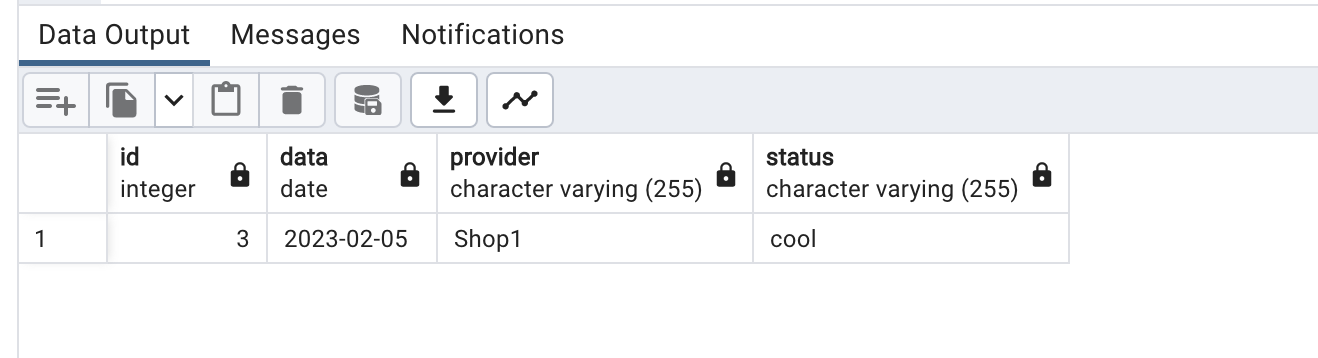 Data Output Messages Notifications
id data provider status
integer date character varying (255) character varying (255)
1 3 2023-02-05 Shop1 cool